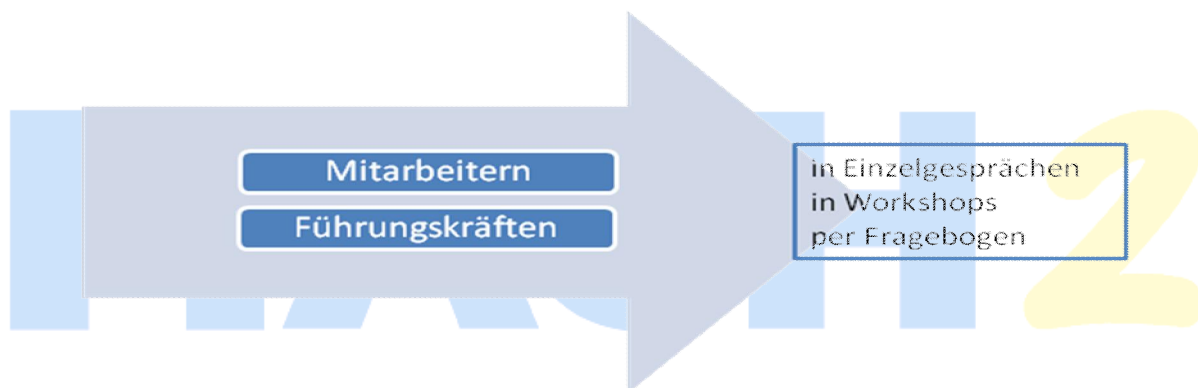 Mitarbeitern
Führungskräften
in Einzelgesprächen
in Workshops
per Fragebogen